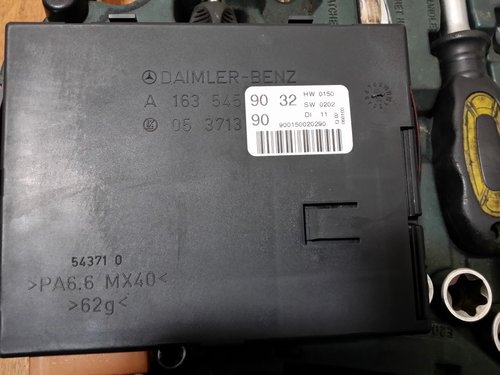 DAIMLER-BENZ
A 163 545 90 32
HW 0150
SW 0202
05 3713 90
DI 11
900150020290
54371 0
>PA6.6 MX40<
>62g<